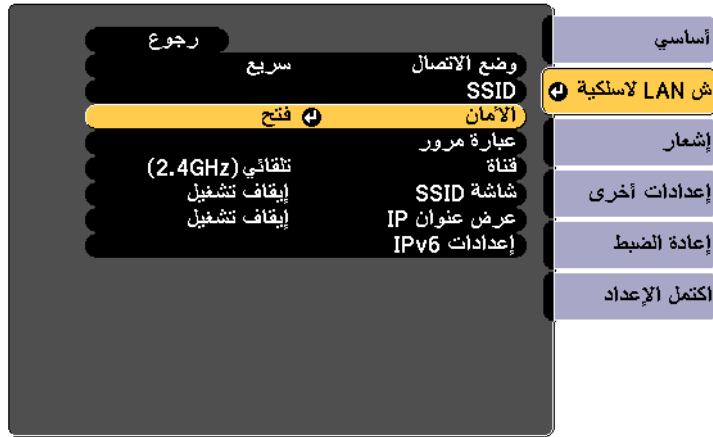 أساسي
ش LAN لاسلكية
إشعار
إعدادات أخرى
إعادة الضبط
اكتمل الإعداد
رجوع
وضع الاتصال سريع
SSID
الأمان فتح
عبارة مرور
قناة تلقائي (2.4GHz)
شاشة SSID إيقاف تشغيل
عرض عنوان IP إيقاف تشغيل
إعدادات IPv6